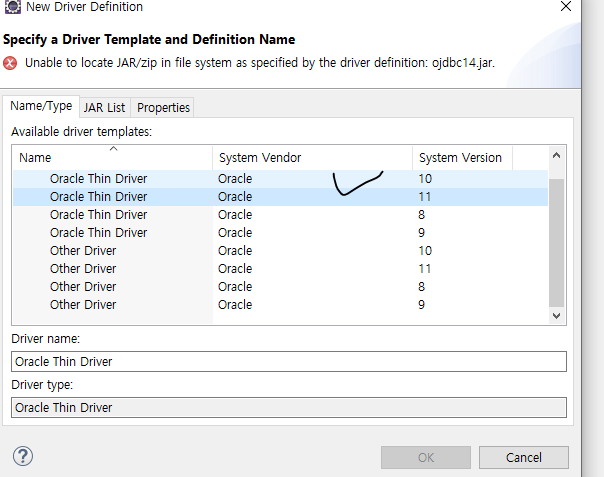 New Driver Definition
Specify a Driver Template and Definition Name
Unable to locate JAR/zip in file system as specified by the driver definition: ojdbc14.jar.
Name/Type JAR List Properties
Available driver templates:
Name System Vendor System Version
Oracle Thin Driver Oracle 10
Oracle Thin Driver Oracle 11
Oracle Thin Driver Oracle 8
Oracle Thin Driver Oracle 9
Other Driver Oracle 10
Other Driver Oracle 11
Other Driver Oracle 8
Other Driver Oracle 9
Driver name:
Oracle Thin Driver
Driver type:
Oracle Thin Driver
? OK Cancel